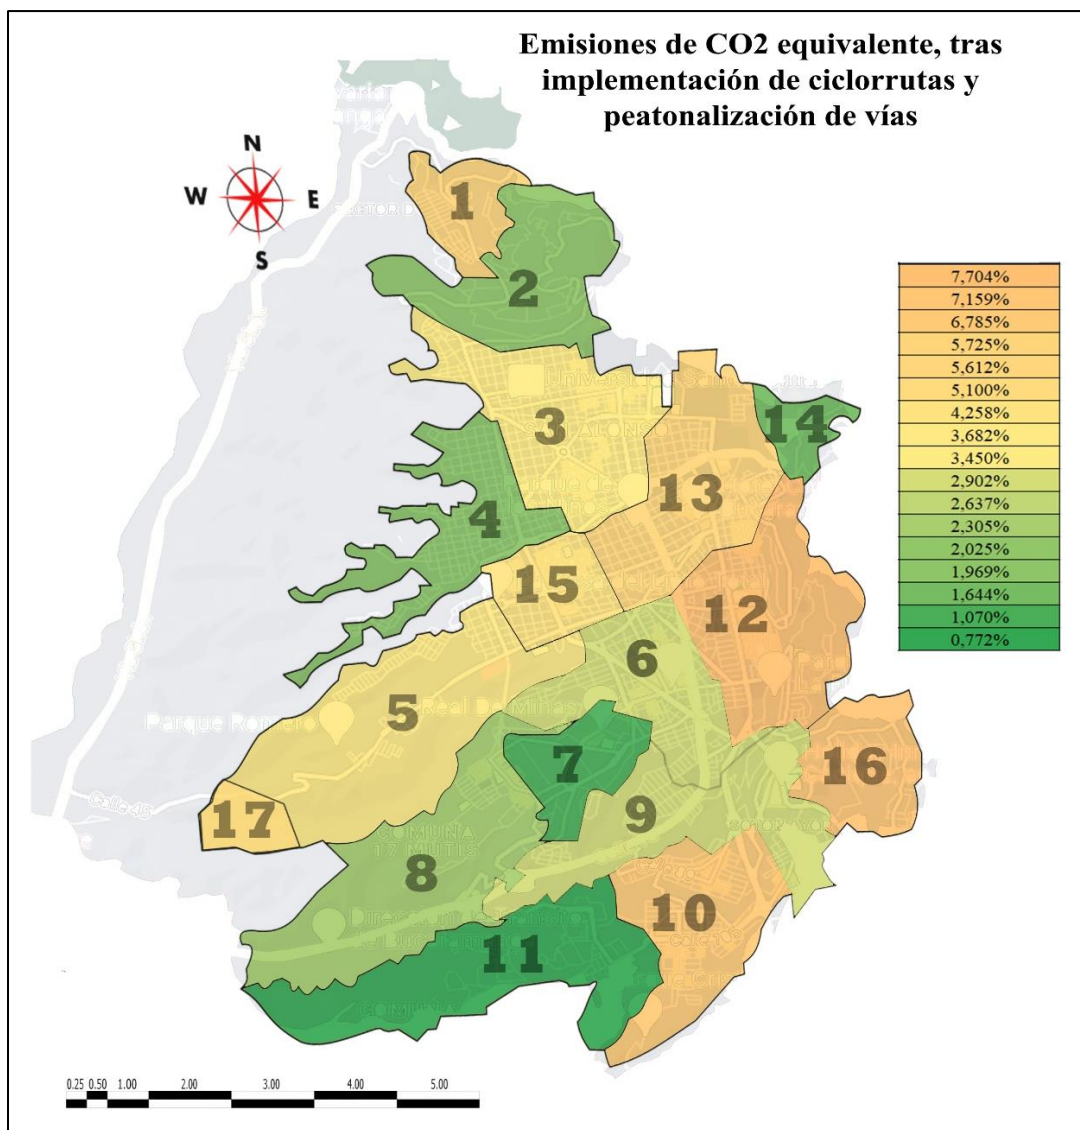 Emisiones de CO2 equivalente, tras
implementación de ciclorrutas y
peatonalización de vías
N
W
E
S
1
2
3
14
13
4
15
12
6
5
7
16
17
9
8
10
11
Parque Romero
Real De Minas
Calle 45
COMUNA
17 MUTIS
COMUNA
7,704%
7,159%
6,785%
5,725%
5,612%
5,100%
4,258%
3,682%
3,450%
2,902%
2,637%
2,305%
2,025%
1,969%
1,644%
1,070%
0,772%
0.25 0.50 1.00 2.00 3.00 4.00 5.00